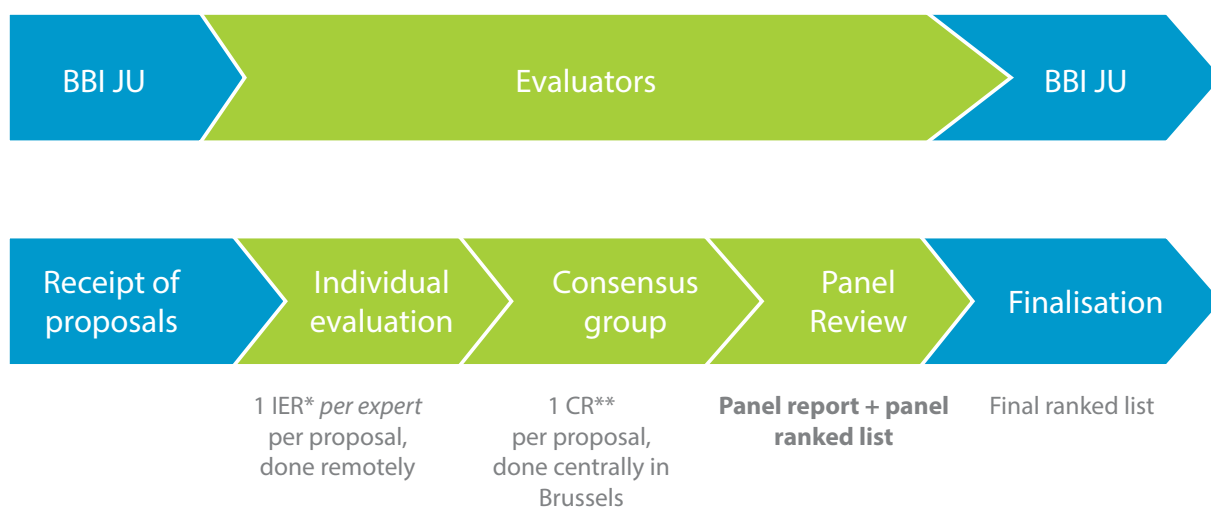 BBI JU
Evaluators
BBI JU
Receipt of
proposals
Individual
evaluation
Consensus
group
Panel
Review
Finalisation
1 IER* per expert
per proposal,
done remotely
1 CR**
per proposal,
done centrally in
Brussels
Panel report + panel
ranked list
Final ranked list